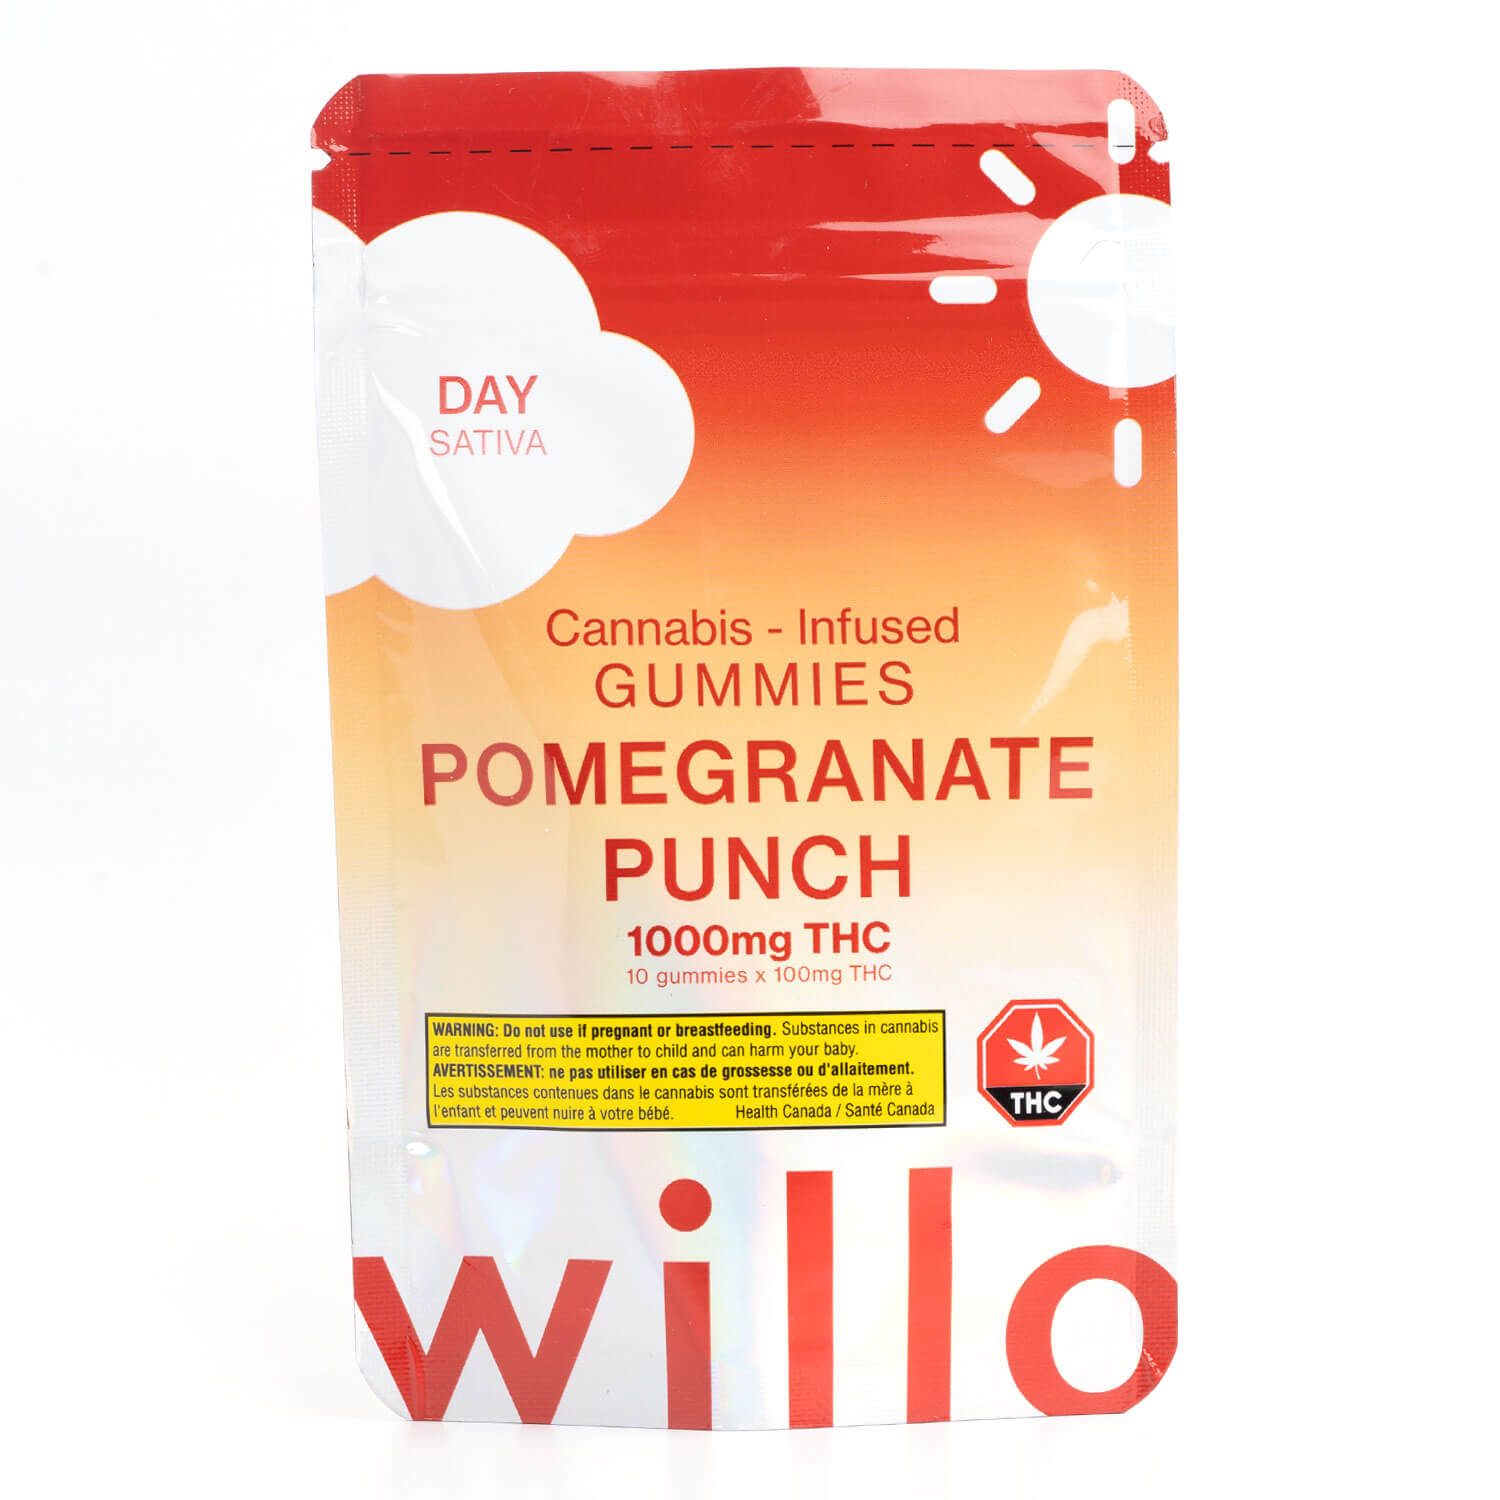 DAY
SATIVA
Cannabis - Infused
GUMMIES
POMEGRANATE
PUNCH
1000mg THC
10 gummies x 100mg THC
WARNING: Do not use if pregnant or breastfeeding. Substances in cannabis
are transferred from the mother to child and can harm your baby.
AVERTISSEMENT: ne pas utiliser en cas de grossesse ou d'allaitement.
Les substances contenues dans le cannabis sont transférées de la mère à
l'enfant et peuvent nuire à votre bébé. Health Canada / Santé Canada
THC
willo